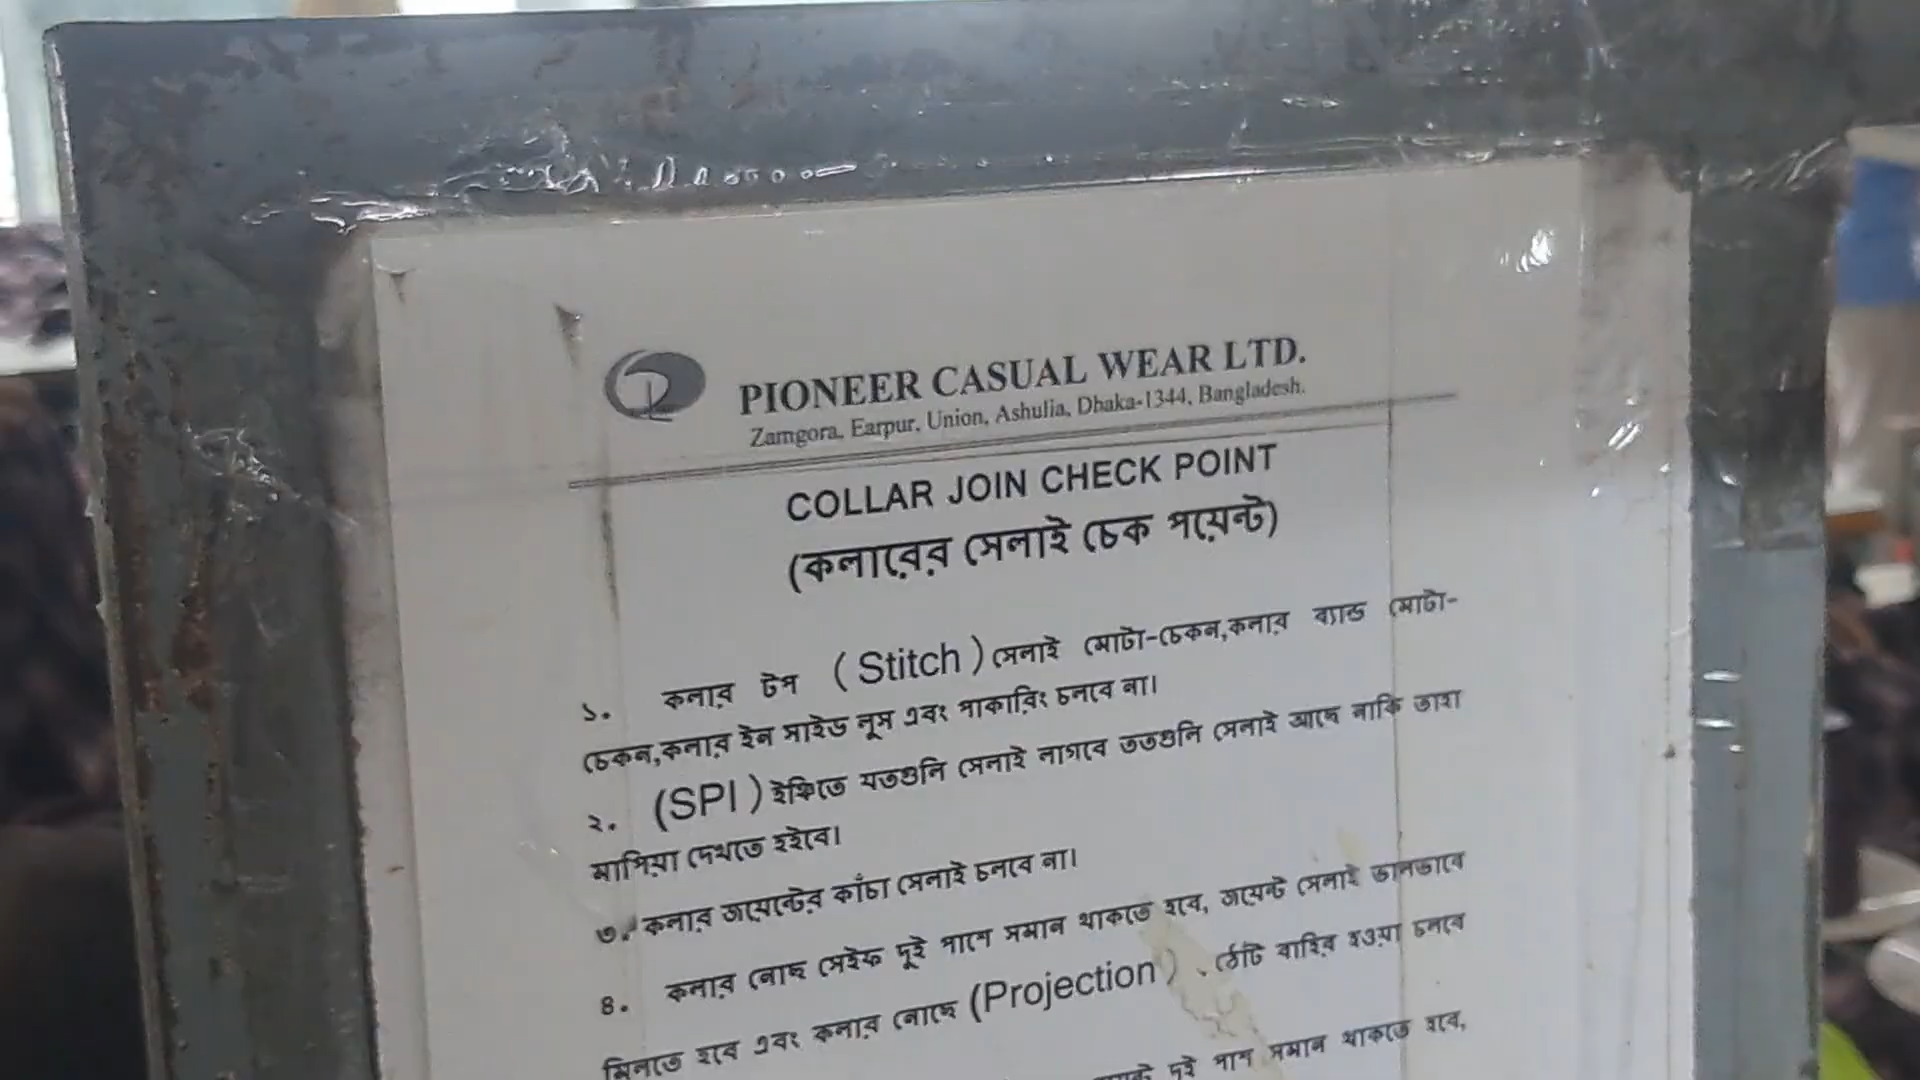 PIONEER CASUAL WEAR LTD.
Zamgora, Earpur, Union, Ashulia, Dhaka-1344, Bangladesh.
COLLAR JOIN CHECK POINT
(কলারের সেলাই চেক পয়েন্ট)
১. কলার টপ (Stitch) সেলাই মোটা-চিকন,কলার ব্যান্ড মোটা-
চিকন,কলার ইন সাইড লুস এবং পাকারিং চলবে না।
২. (SPI) ইঞ্চিতে যতগুলি সেলাই লাগবে ততগুলি সেলাই আছে নাকি তাহা
মাপিয়া দেখতে হইবে।
৩. কলার জয়েন্টের কাঁচা সেলাই চলবে না।
৪. কলার নোছ সেইফ দুই পাশে সমান থাকতে হবে, জয়েন্ট সেলাই ভালভাবে
মিলাতে হবে এবং কলার নোছে (Projection) . ঠোট বাহির হওয়া চলবে
দুই পাশ সমান থাকতে হবে,